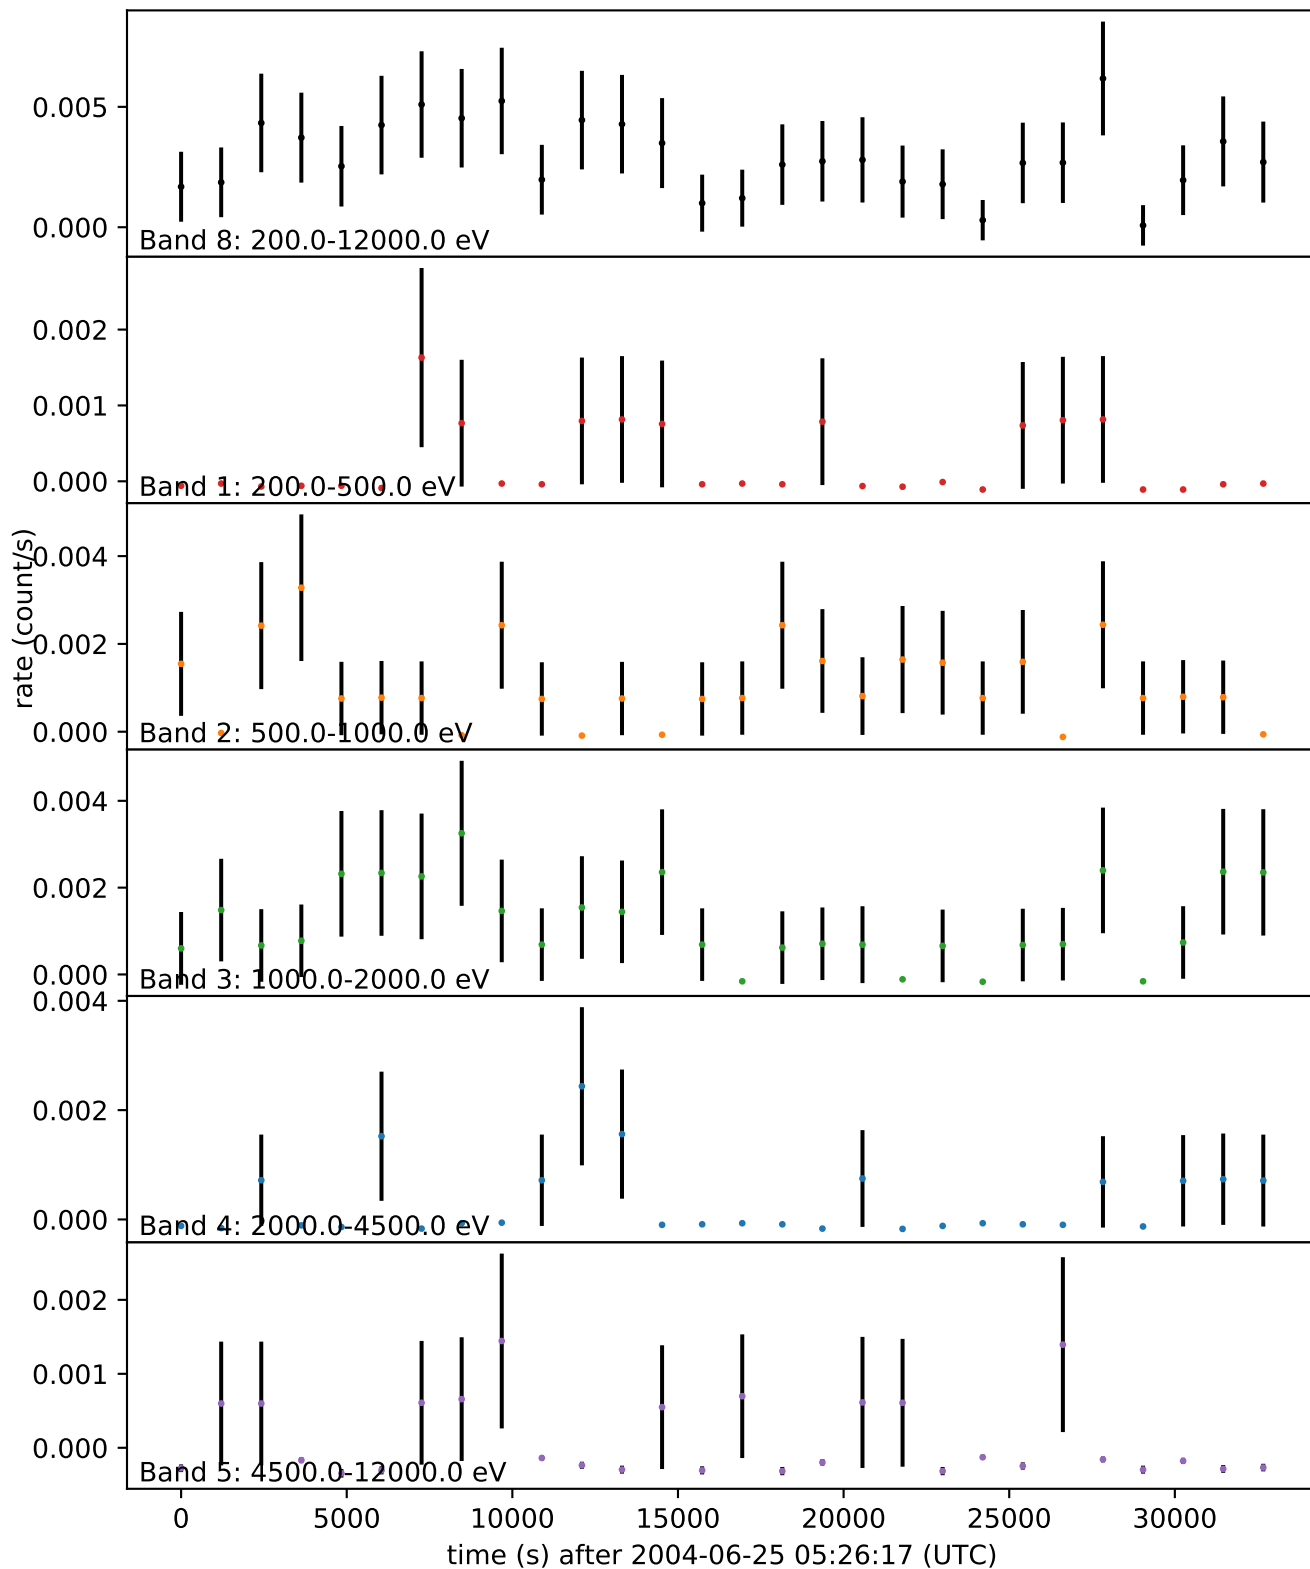 0.005
0.000
Band 8: 200.0-12000.0 eV
0.002
0.001
0.000
Band 1: 200.0-500.0 eV
rate (count/s)
0.004
0.002
0.000
Band 2: 500.0-1000.0 eV
0.004
0.002
0.000
Band 3: 1000.0-2000.0 eV
0.004
0.002
0.000
Band 4: 2000.0-4500.0 eV
0.002
0.001
0.000
Band 5: 4500.0-12000.0 eV
0 5000 10000 15000 20000 25000 30000
time (s) after 2004-06-25 05:26:17 (UTC)